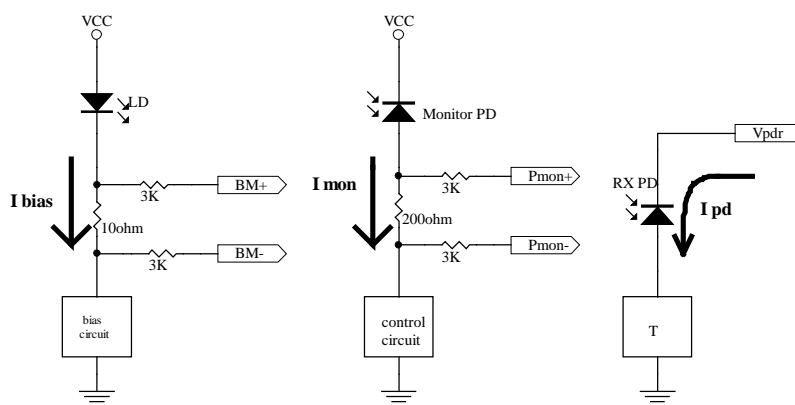 VCC
LD
I bias
3K
BM+
10ohm
3K
BM-
bias
circuit
VCC
Monitor PD
I mon
3K
Pmon+
200ohm
3K
Pmon-
control
circuit
Vpdr
RX PD
I pd
T